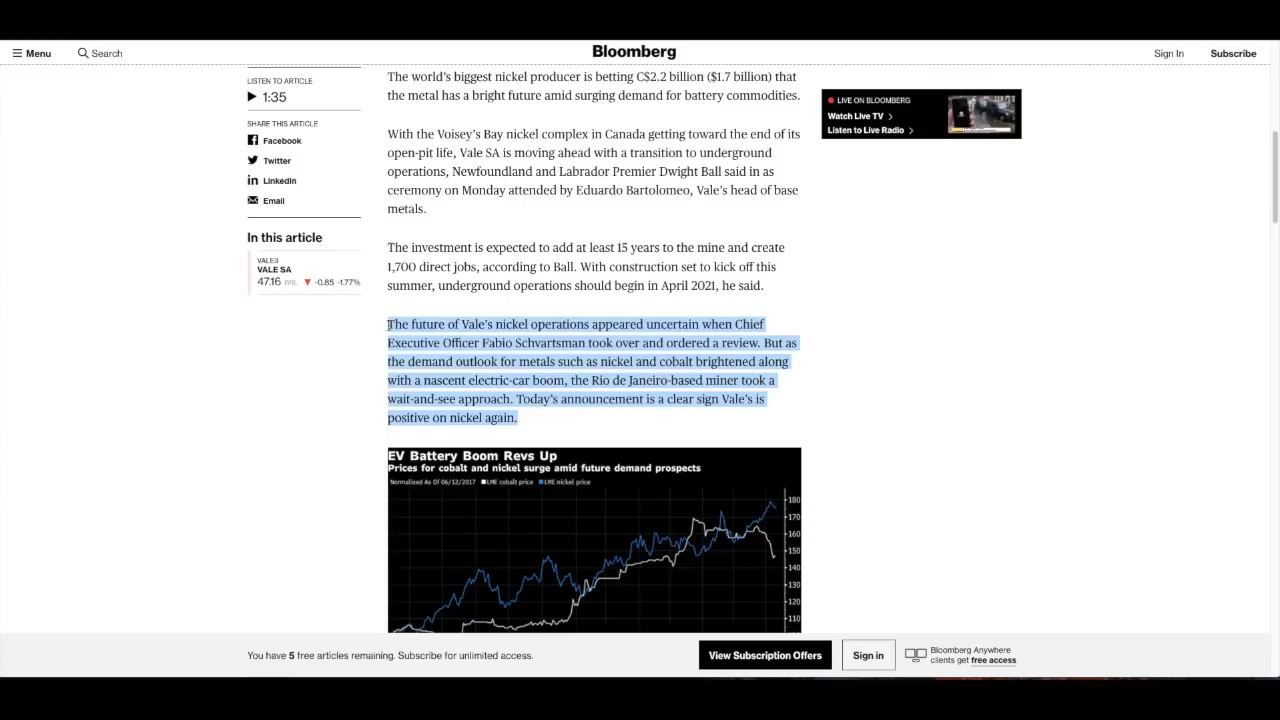 Menu
Search
Bloomberg
Sign In
Subscribe
LISTEN TO ARTICLE
1:35
SHARE THIS ARTICLE
Facebook
Twitter
LinkedIn
Email
In this article
VALE3
VALE SA
47.16 BRL ▼ -0.85 -1.77%
The world's biggest nickel producer is betting C$2.2 billion ($1.7 billion) that
the metal has a bright future amid surging demand for battery commodities.
With the Voisey's Bay nickel complex in Canada getting toward the end of its
open-pit life, Vale SA is moving ahead with a transition to underground
operations, Newfoundland and Labrador Premier Dwight Ball said in as
ceremony on Monday attended by Eduardo Bartolomeo, Vale's head of base
metals.
The investment is expected to add at least 15 years to the mine and create
1,700 direct jobs, according to Ball. With construction set to kick off this
summer, underground operations should begin in April 2021, he said.
The future of Vale's nickel operations appeared uncertain when Chief
Executive Officer Fabio Schvartsman took over and ordered a review. But as
the demand outlook for metals such as nickel and cobalt brightened along
with a nascent electric-car boom, the Rio de Janeiro-based miner took a
wait-and-see approach. Today's announcement is a clear sign Vale's is
positive on nickel again.
EV Battery Boom Revs Up
Prices for cobalt and nickel surge amid future demand prospects
Normalized As Of 06/12/2017 LME cobalt price LME nickel price
180
170
160
150
140
130
120
110
LIVE ON BLOOMBERG
Watch Live TV
Listen to Live Radio
You have 5 free articles remaining. Subscribe for unlimited access.
View Subscription Offers
Sign in
Bloomberg Anywhere
clients get free access